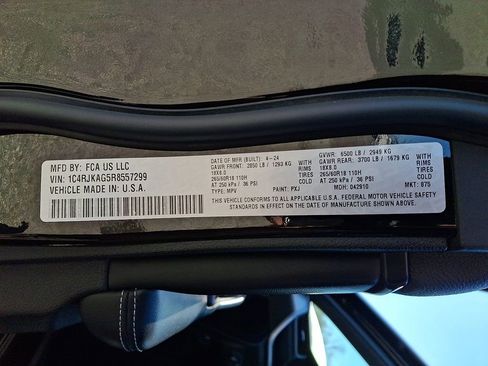 MFD BY: FCA US LLC
VIN: 1C4RJKAG5R8557299
VEHICLE MADE IN: U.S.A.
DATE OF MFR (BUILT): 4-24
GAWR FRONT: 2850 LB / 1293 KG
18X8.0
265/60R18 110H
AT 250 kPa / 36 PSI
TYPE: MPV
WITH
RIMS
TIRES
COLD
PAINT: PXJ
GVWR: 6500 LB / 2949 KG
GAWR REAR: 3700 LB / 1679 KG
18X8.0
265/60R18 110H
AT 250 kPa / 36 PSI
MDH: 042910
WITH
RIMS
TIRES
COLD
MKT: 875
THIS VEHICLE CONFORMS TO ALL APPLICABLE U.S.A. FEDERAL MOTOR VEHICLE SAFETY
STANDARDS IN EFFECT ON THE DATE OF MANUFACTURE SHOWN ABOVE.